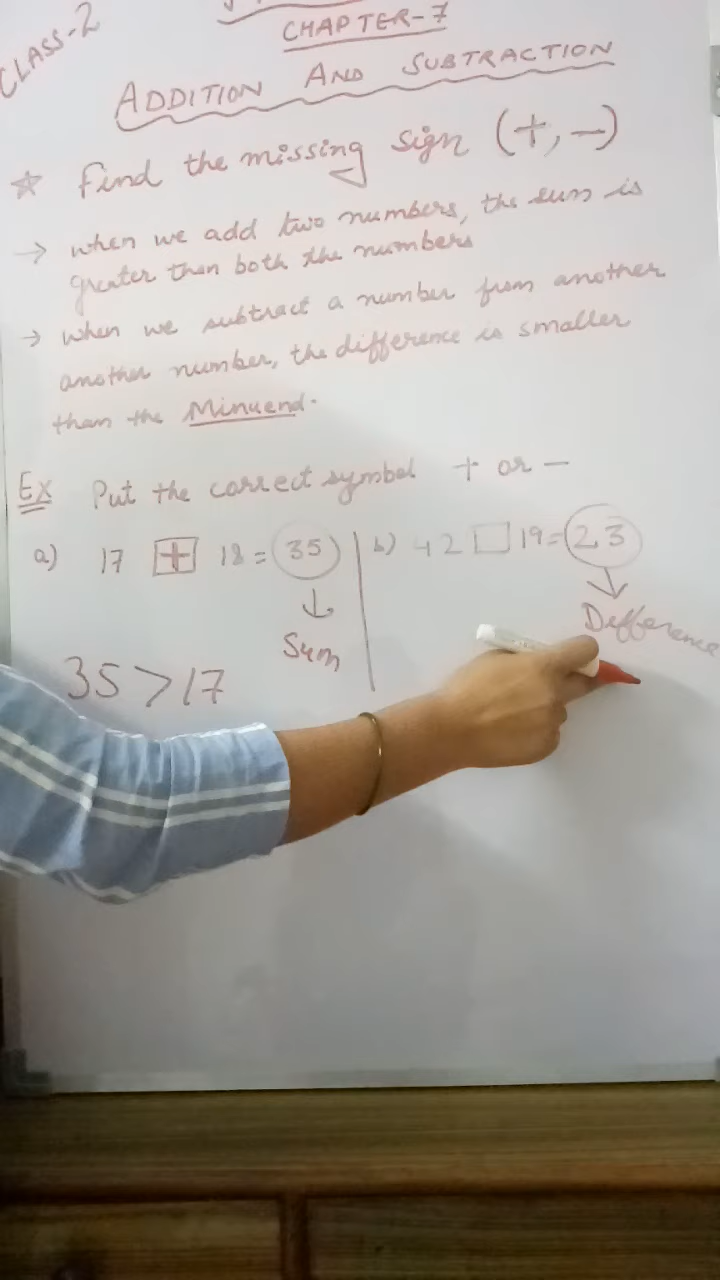 CLASS-2
CHAPTER-7
ADDITION AND SUBTRACTION
☆ Find the missing sign (+, −)
→ when we add two numbers, the sum is
greater than both the numbers
→ when we subtract a number from another
another number, the difference is smaller
than the Minuend.
Ex Put the correct symbol + or −
a) 17 + 18 = 35
b) 42 □ 19 = 23
↓
Sum
↓
Difference
35 > 17